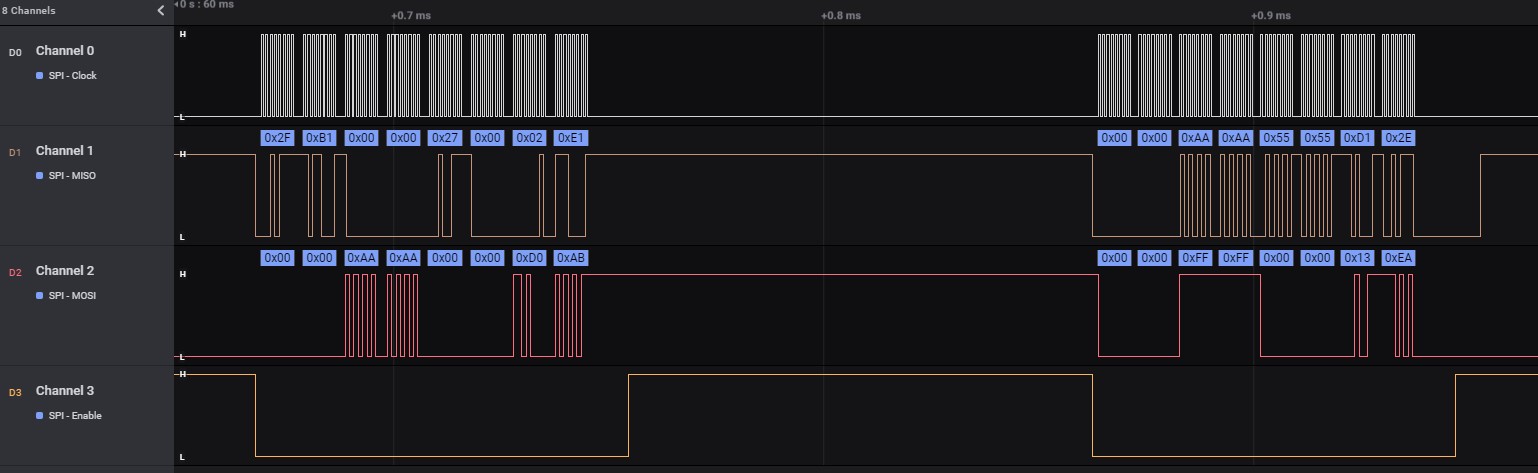 8 Channels
0 s : 60 ms
+0.7 ms +0.8 ms +0.9 ms
D0 Channel 0 H
SPI - Clock
L
0x2F 0xB1 0x00 0x00 0x27 0x00 0x02 0xE1 0x00 0x00 0xAA 0xAA 0x55 0x55 0xD1 0x2E
D1 Channel 1 H
SPI - MISO
L
0x00 0x00 0xAA 0xAA 0x00 0x00 0xD0 0xAB 0x00 0x00 0xFF 0xFF 0x00 0x00 0x13 0xEA
D2 Channel 2 H
SPI - MOSI
L
H
D3 Channel 3
SPI - Enable
L